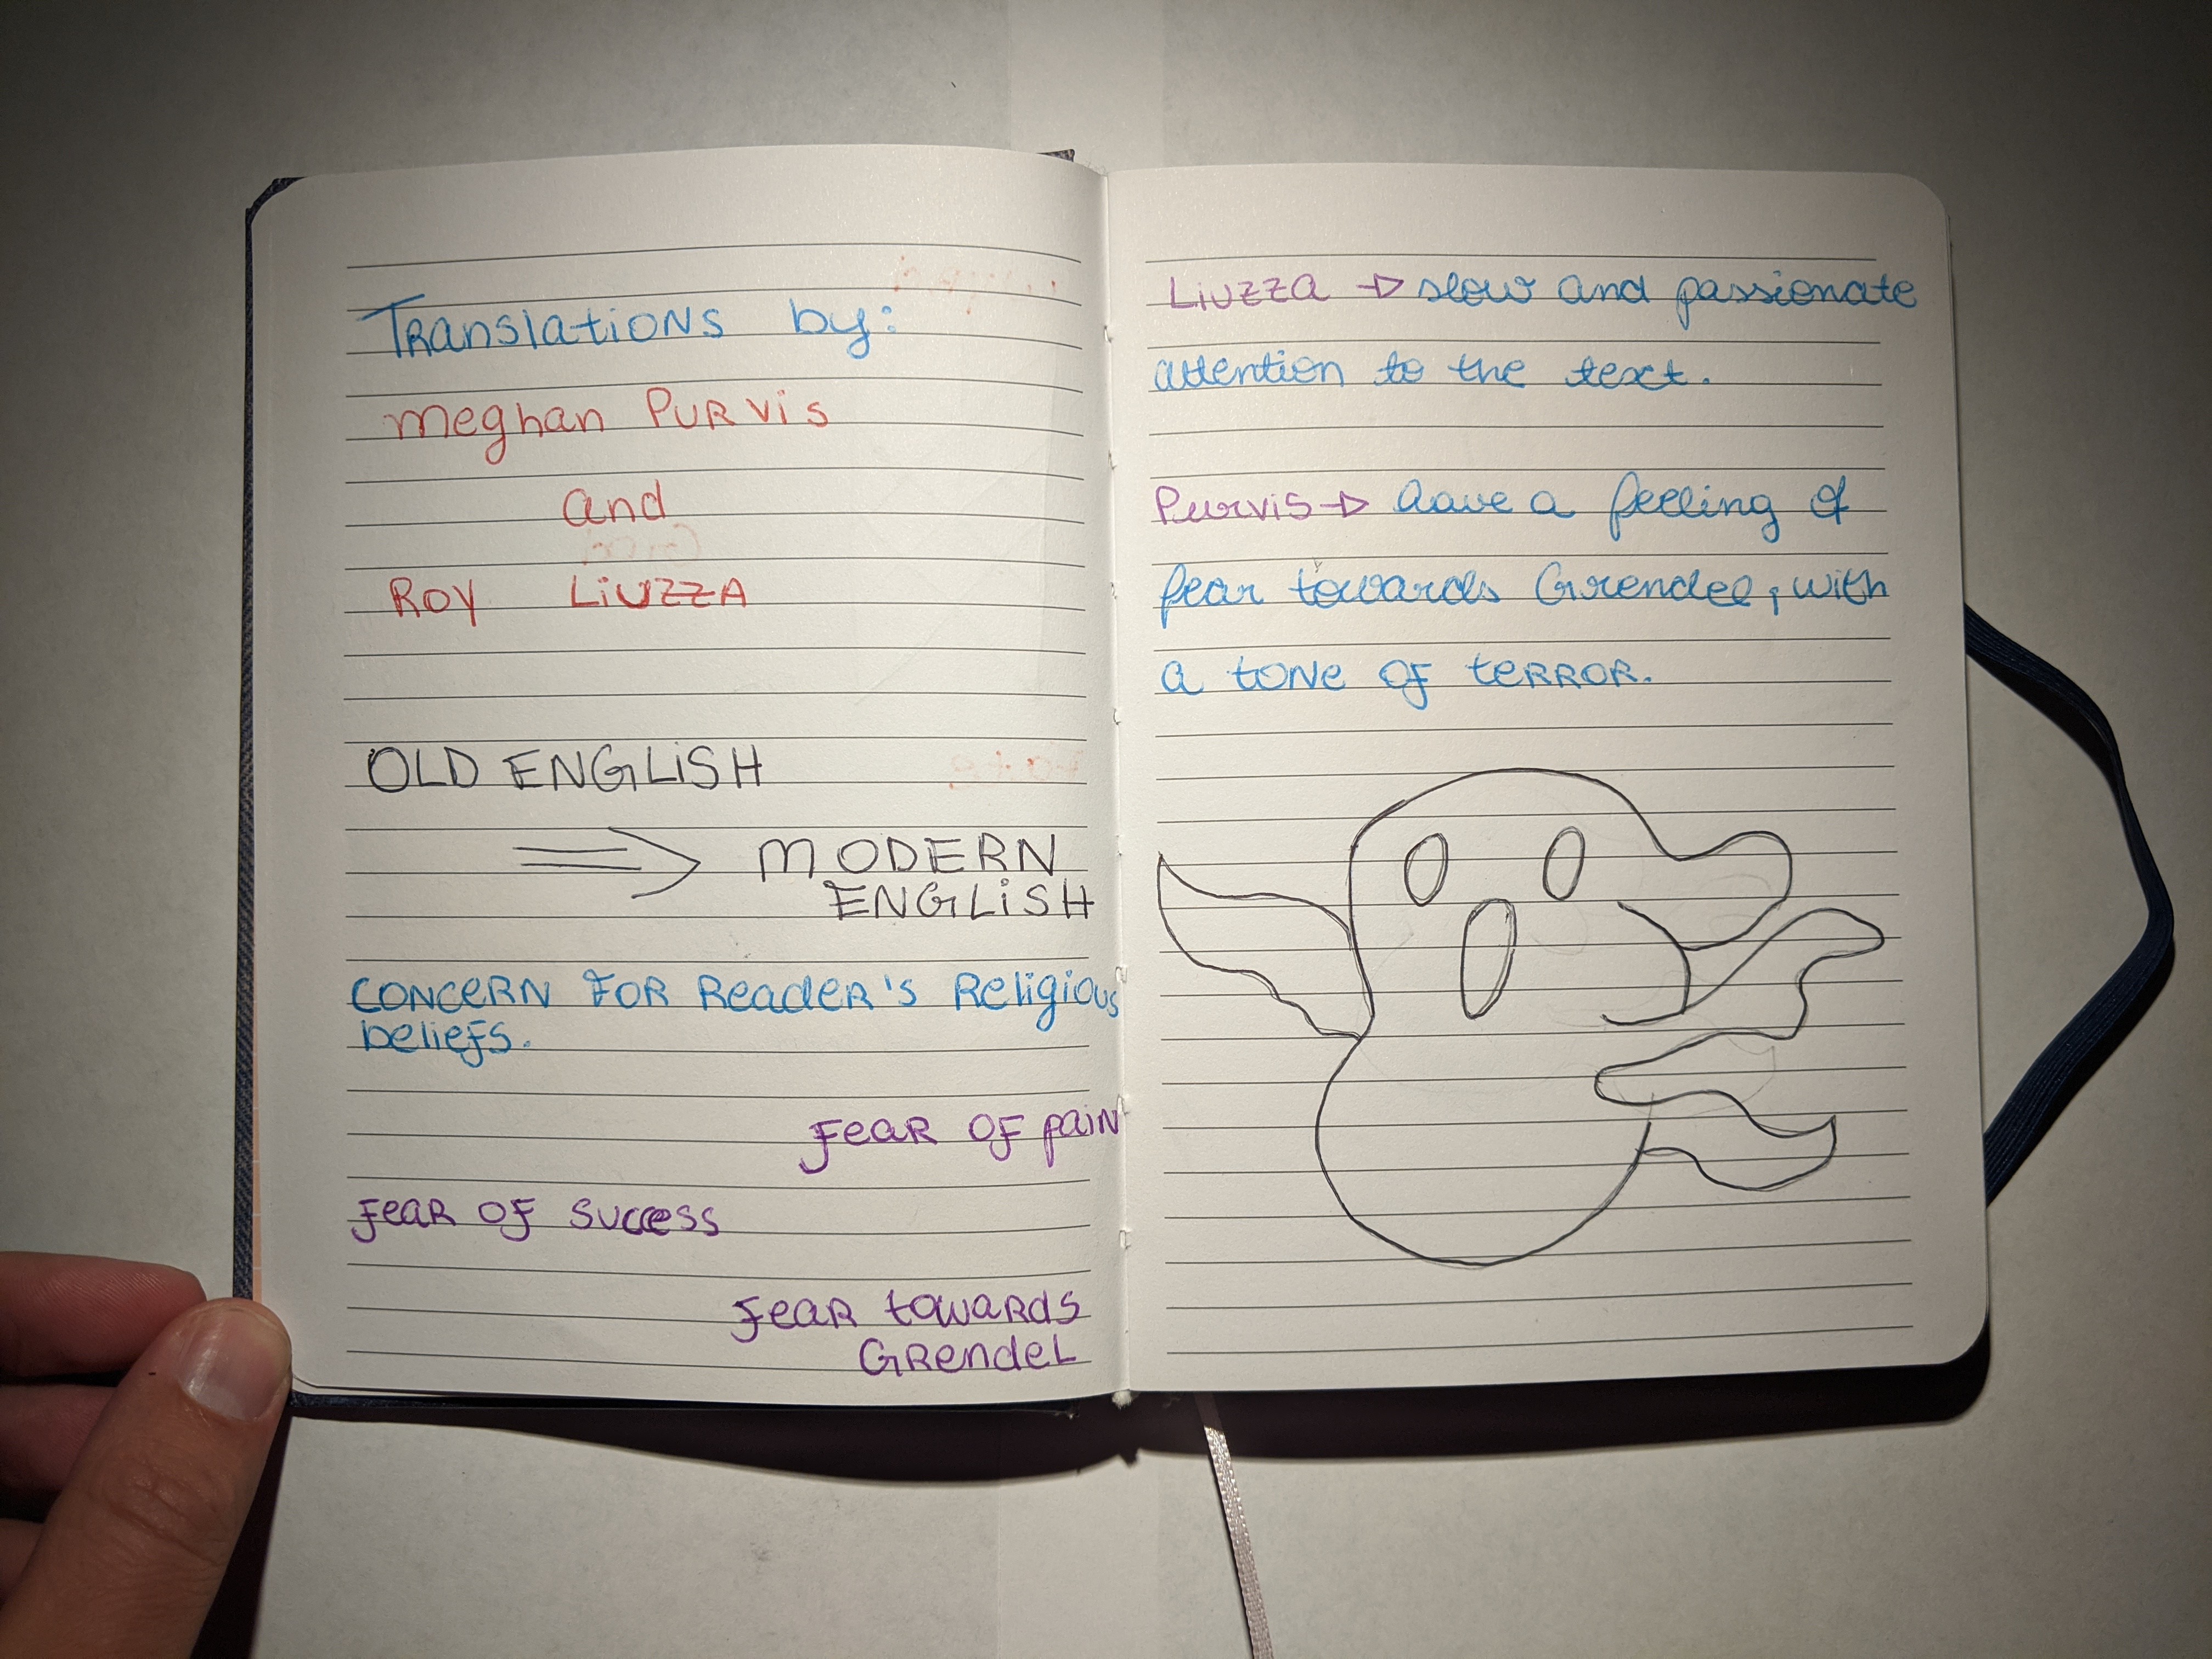 Translations by:
meghan PURVis
and
Roy LiUZZA
OLD ENGLiSH
MODERN
ENGLiSH
CONCERN FOR ReadeR's Religious
beliefs.
Fear OF paiN
Fear OF success
Fear towards
Grendel
LiUZZA → slow and passionate
attention to the text.
Purvis → have a feeling of
fear towards Grendel, with
a tone OF teRROR.